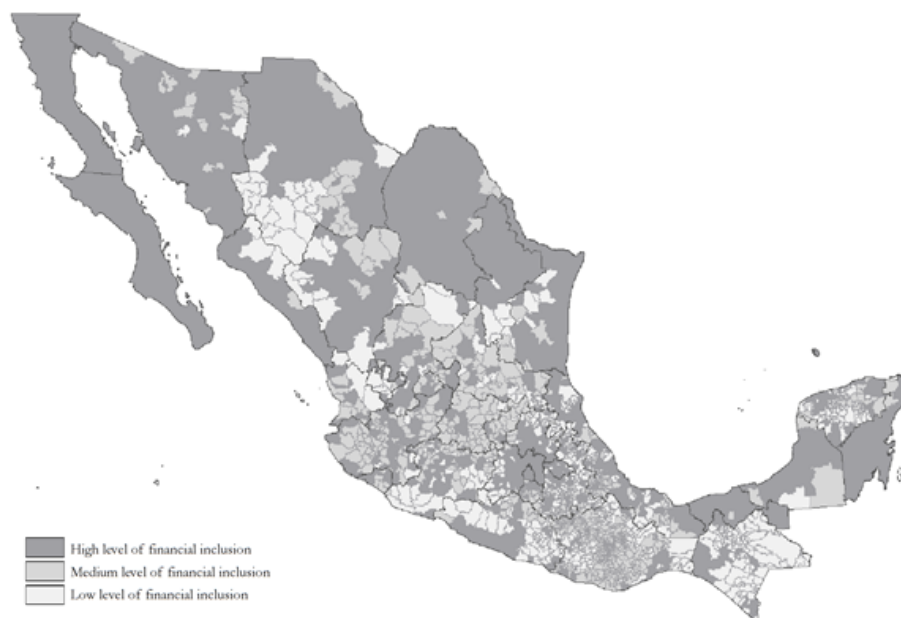 High level of financial inclusion
Medium level of financial inclusion
Low level of financial inclusion